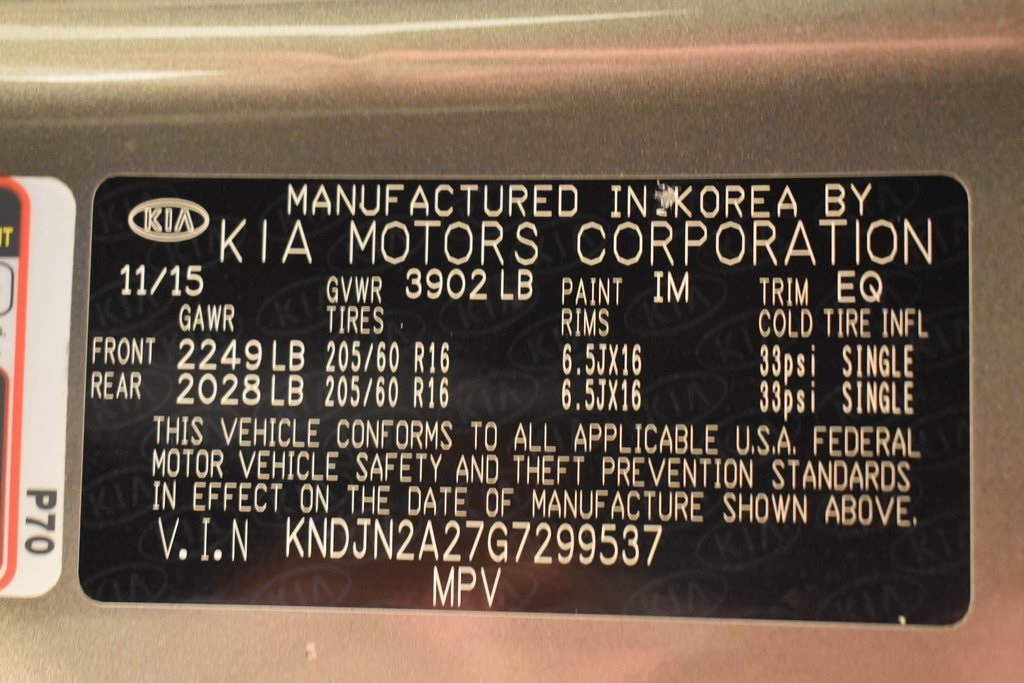 MANUFACTURED IN KOREA BY
KIA KIA MOTORS CORPORATION
11/15 GVWR 3902 LB PAINT IM TRIM EQ
GAWR TIRES RIMS COLD TIRE INFL
FRONT 2249 LB 205/60 R16 6.5JX16 33psi SINGLE
REAR 2028 LB 205/60 R16 6.5JX16 33psi SINGLE
THIS VEHICLE CONFORMS TO ALL APPLICABLE U.S.A. FEDERAL
MOTOR VEHICLE SAFETY AND THEFT PREVENTION STANDARDS
IN EFFECT ON THE DATE OF MANUFACTURE SHOWN ABOVE.
V.I.N KNDJN2A27G7299537
MPV
P70